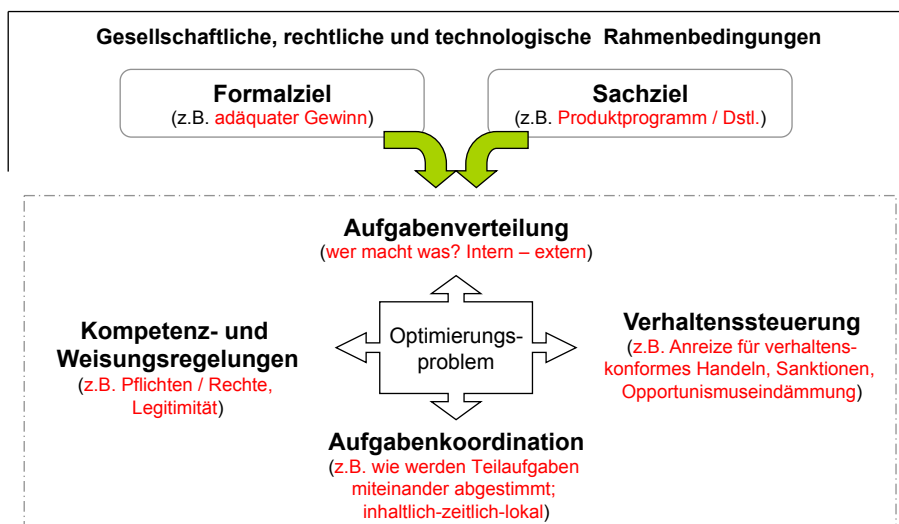 Gesellschaftliche, rechtliche und technologische Rahmenbedingungen
Formalziel
(z.B. adäquater Gewinn)
Sachziel
(z.B. Produktprogramm / Dstl.)
Aufgabenverteilung
(wer macht was? Intern – extern)
Kompetenz- und
Weisungsregelungen
(z.B. Pflichten / Rechte,
Legitimität)
Optimierungs-
problem
Verhaltenssteuerung
(z.B. Anreize für verhaltens-
konformes Handeln, Sanktionen,
Opportunismuseindämmung)
Aufgabenkoordination
(z.B. wie werden Teilaufgaben
miteinander abgestimmt;
inhaltlich-zeitlich-lokal)